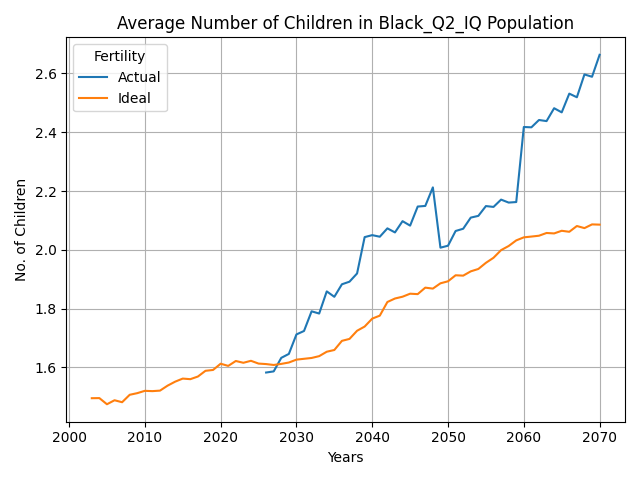 Average Number of Children in Black_Q2_IQ Population
Fertility
Actual
Ideal
No. of Children
2.6
2.4
2.2
2.0
1.8
1.6
2000 2010 2020 2030 2040 2050 2060 2070
Years